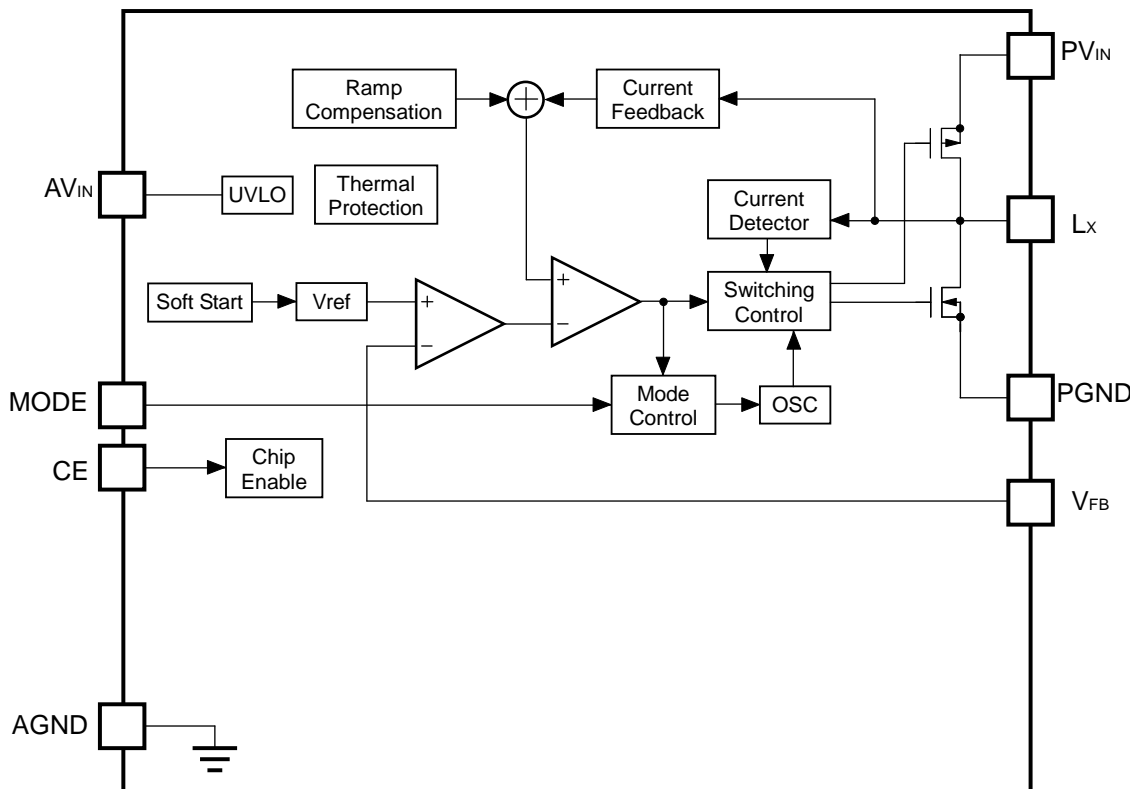 PVIN
Ramp
Compensation
+
Current
Feedback
AVIN
UVLO
Thermal
Protection
Current
Detector
LX
Soft Start
Vref
+
−
+
−
Switching
Control
MODE
Mode
Control
OSC
PGND
CE
Chip
Enable
VFB
AGND